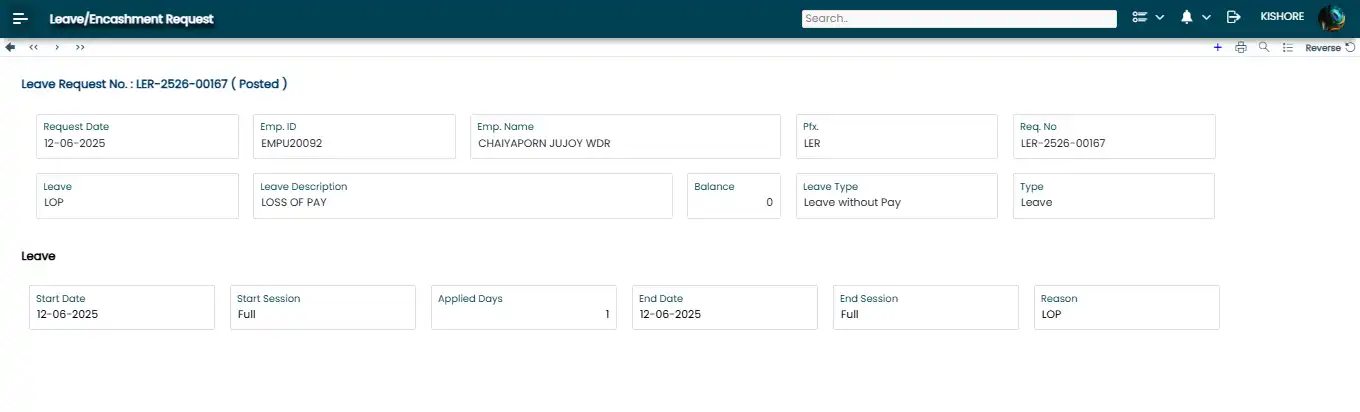 Leave/Encashment Request
Search..
KISHORE
Reverse
Leave Request No. : LER-2526-00167 ( Posted )
Request Date Emp. ID Emp. Name Pfx. Req. No
12-06-2025 EMPU20092 CHAIYAPORN JUJOY WDR LER LER-2526-00167
Leave Leave Description Balance Leave Type Type
LOP LOSS OF PAY 0 Leave without Pay Leave
Leave
Start Date Start Session Applied Days End Date End Session Reason
12-06-2025 Full 1 12-06-2025 Full LOP